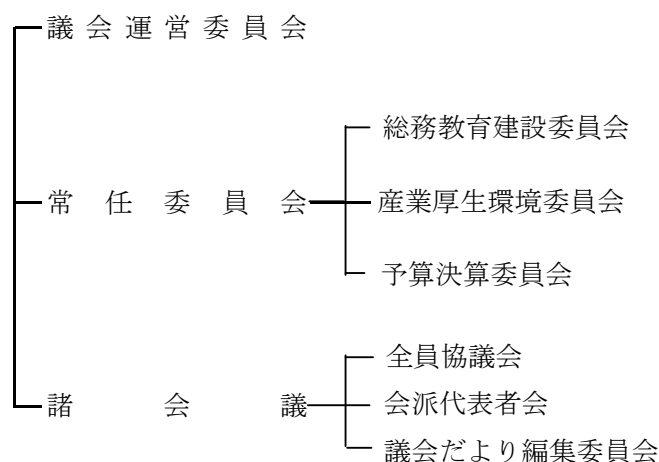 議会運営委員会
常任委員会
総務教育建設委員会
産業厚生環境委員会
予算決算委員会
諸会議
全員協議会
会派代表者会
議会だより編集委員会